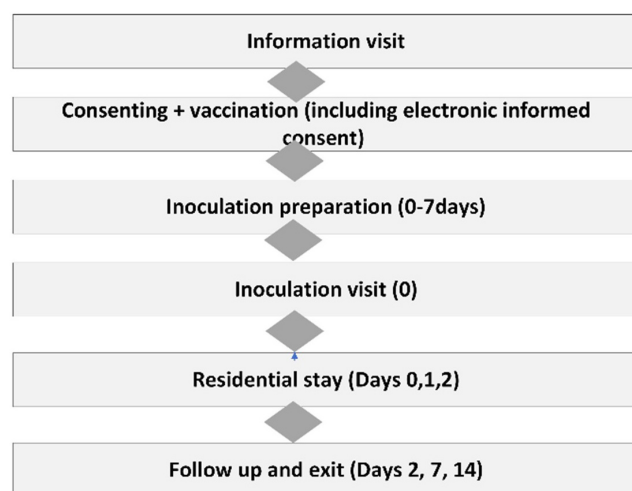 Information visit
Consenting + vaccination (including electronic informed
consent)
Inoculation preparation (0-7days)
Inoculation visit (0)
Residential stay (Days 0,1,2)
Follow up and exit (Days 2, 7, 14)